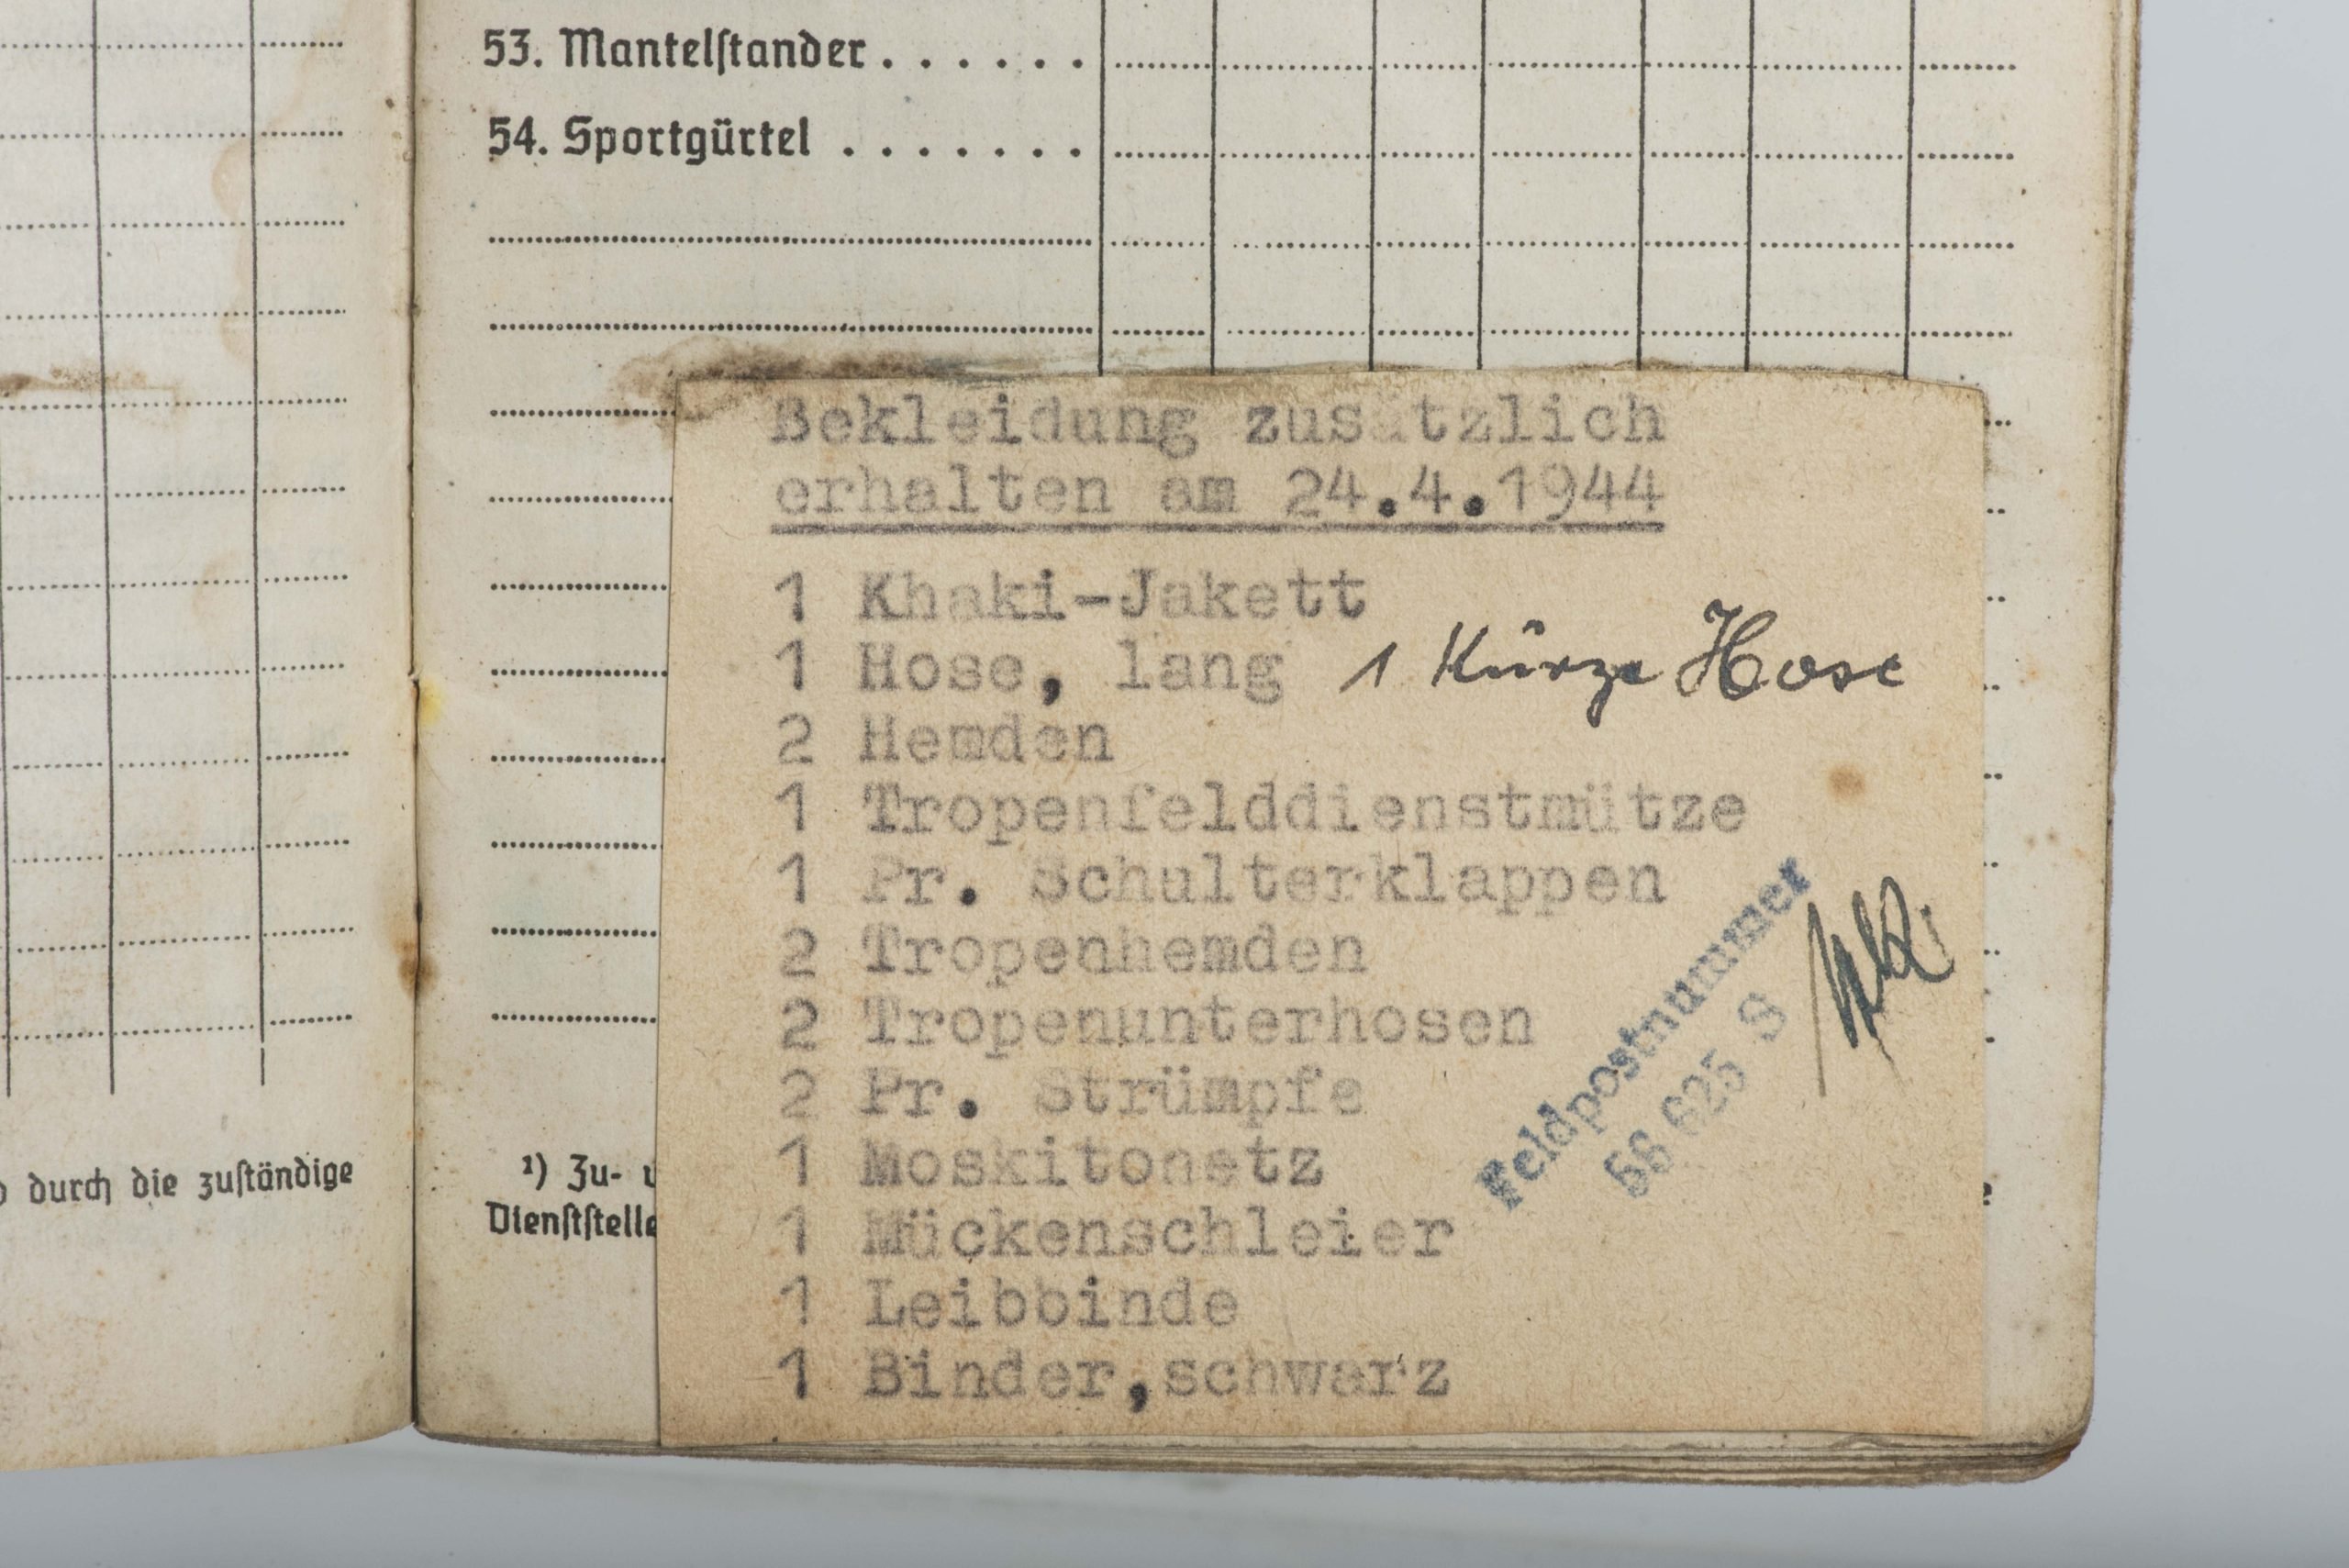 53. Mantelſtander . . . . . .
54. Sportgürtel . . . . . . .
Bekleidung zusätzlich
erhalten am 24.4.1944
1 Khaki-Jakett
1 Hose, lang 1 Kürze Hose
2 Hemden
1 Tropenfelddienstmütze
1 Pr. Schulterklappen
2 Tropenhemden
2 Tropenunterhosen
2 Pr. Strümpfe
1 Moskitonetz
1 Mückenschleier
1 Leibbinde
1 Binder,schwarz
Feldpostnummer
56 625 S
durch die zuſtändige
¹) Zu-
Dienſtſtelle